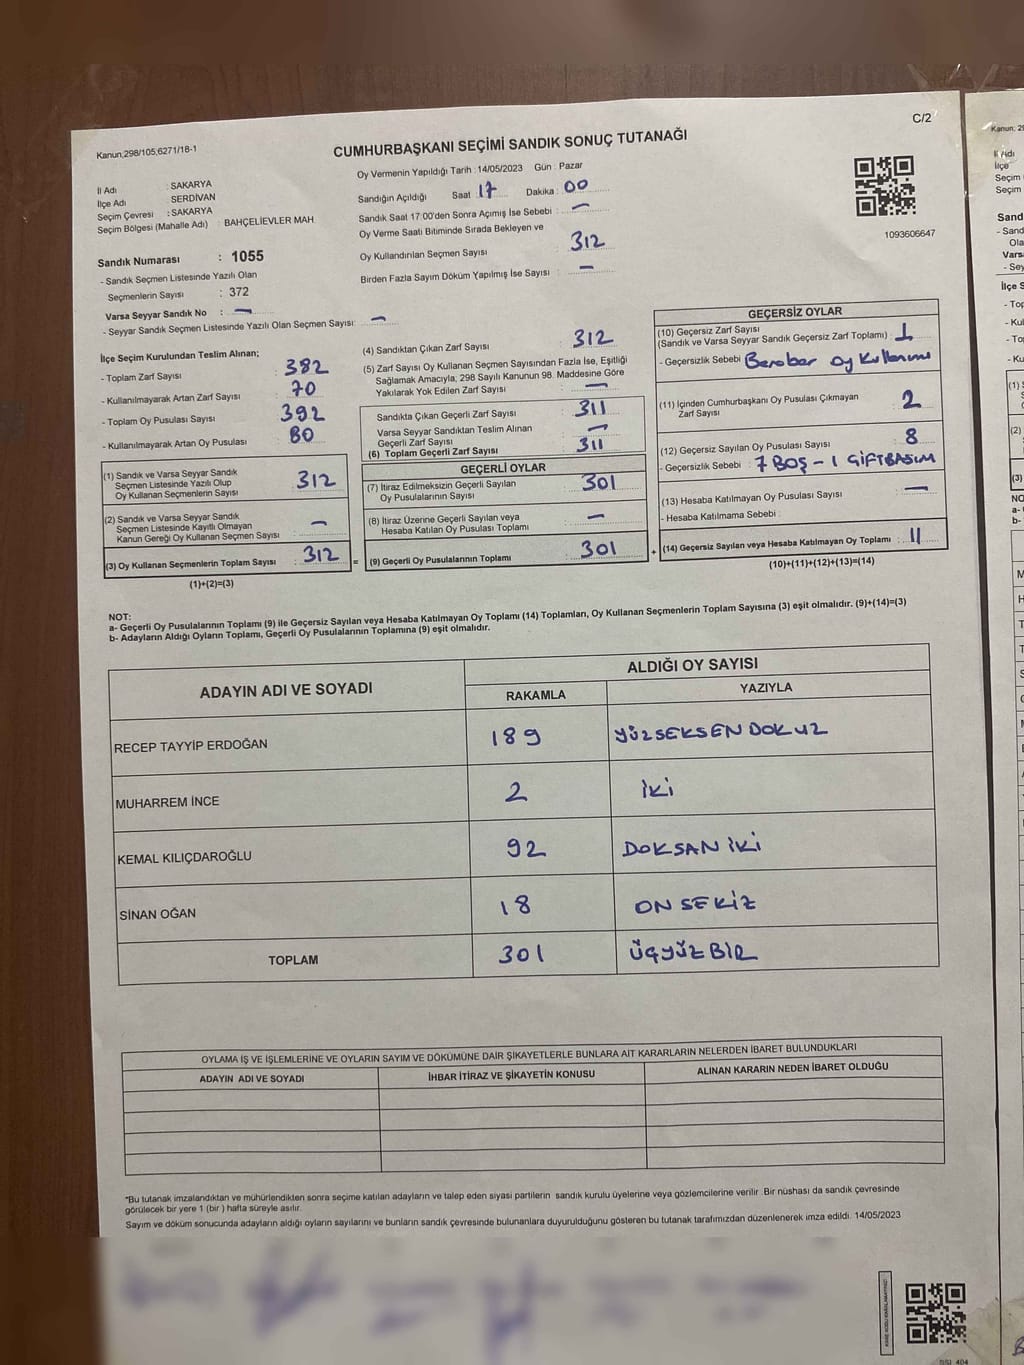 C/2
Kanun,298/105,6271/18-1
CUMHURBAŞKANI SEÇİMİ SANDIK SONUÇ TUTANAĞI
Oy Vermenin Yapıldığı Tarih :14/05/2023 Gün : Pazar
İl Adı : SAKARYA
İlçe Adı : SERDİVAN
Seçim Çevresi : SAKARYA
Seçim Bölgesi (Mahalle Adı) : BAHÇELİEVLER MAH
Sandığın Açıldığı Saat 17 Dakika : 00
Sandık Saat 17:00'den Sonra Açımış İse Sebebi : —
Oy Verme Saati Bitiminde Sırada Bekleyen ve
Oy Kullandırılan Seçmen Sayısı 312
Birden Fazla Sayım Döküm Yapılmış İse Sayısı : —
1093606647
Sandık Numarası : 1055
- Sandık Seçmen Listesinde Yazılı Olan
Seçmenlerin Sayısı : 372
Varsa Seyyar Sandık No : —
- Seyyar Sandık Seçmen Listesinde Yazılı Olan Seçmen Sayısı: —
İlçe Seçim Kurulundan Teslim Alınan;
- Toplam Zarf Sayısı : 382
- Kullanılmayarak Artan Zarf Sayısı : 70
- Toplam Oy Pusulası Sayısı : 392
- Kullanılmayarak Artan Oy Pusulası : 80
(1) Sandık ve Varsa Seyyar Sandık
Seçmen Listesinde Yazılı Olup
Oy Kullanan Seçmenlerin Sayısı : 312
(2) Sandık ve Varsa Seyyar Sandık
Seçmen Listesinde Kayıtlı Olmayan
Kanun Gereği Oy Kullanan Seçmen Sayısı : —
(3) Oy Kullanan Seçmenlerin Toplam Sayısı : 312
(1)+(2)=(3)
(4) Sandıktan Çıkan Zarf Sayısı : 312
(5) Zarf Sayısı Oy Kullanan Seçmen Sayısından Fazla İse, Eşitliği
Sağlamak Amacıyla, 298 Sayılı Kanunun 98. Maddesine Göre
Yakılarak Yok Edilen Zarf Sayısı : —
Sandıkta Çıkan Geçerli Zarf Sayısı : 311
Varsa Seyyar Sandıktan Teslim Alınan
Geçerli Zarf Sayısı : —
(6) Toplam Geçerli Zarf Sayısı : 311
GEÇERLİ OYLAR
(7) İtiraz Edilmeksizin Geçerli Sayılan
Oy Pusulalarının Sayısı : 301
(8) İtiraz Üzerine Geçerli Sayılan veya
Hesaba Katılan Oy Pusulası Toplamı : —
= (9) Geçerli Oy Pusulalarının Toplamı : 301
GEÇERSİZ OYLAR
(10) Geçersiz Zarf Sayısı
(Sandık ve Varsa Seyyar Sandık Geçersiz Zarf Toplamı) : 1
- Geçersizlik Sebebi : Beraber oy kullanımı
(11) İçinden Cumhurbaşkanı Oy Pusulası Çıkmayan
Zarf Sayısı : 2
(12) Geçersiz Sayılan Oy Pusulası Sayısı : 8
- Geçersizlik Sebebi : 7 BOŞ - 1 ÇİFTBASIM
(13) Hesaba Katılmayan Oy Pusulası Sayısı : —
- Hesaba Katılmama Sebebi :
+ (14) Geçersiz Sayılan veya Hesaba Katılmayan Oy Toplamı : 11
(10)+(11)+(12)+(13)=(14)
NOT:
a- Geçerli Oy Pusulalarının Toplamı (9) ile Geçersiz Sayılan veya Hesaba Katılmayan Oy Toplamı (14) Toplamları, Oy Kullanan Seçmenlerin Toplam Sayısına (3) eşit olmalıdır. (9)+(14)=(3)
b- Adayların Aldığı Oyların Toplamı, Geçerli Oy Pusulalarının Toplamına (9) eşit olmalıdır.
ADAYIN ADI VE SOYADI
ALDIĞI OY SAYISI
RAKAMLA YAZIYLA
RECEP TAYYİP ERDOĞAN 189 YÜZSEKSENDOKUZ
MUHARREM İNCE 2 İKİ
KEMAL KILIÇDAROĞLU 92 DOKSANİKİ
SİNAN OĞAN 18 ONSEKİZ
TOPLAM 301 ÜÇYÜZBİR
OYLAMA İŞ VE İŞLEMLERİNE VE OYLARIN SAYIM VE DÖKÜMÜNE DAİR ŞİKAYETLERLE BUNLARA AİT KARARLARIN NELERDEN İBARET BULUNDUKLARI
ADAYIN ADI VE SOYADI İHBAR İTİRAZ VE ŞİKAYETİN KONUSU ALINAN KARARIN NEDEN İBARET OLDUĞU
*Bu tutanak imzalandıktan ve mühürlendikten sonra seçime katılan adayların ve talep eden siyasi partilerin sandık kurulu üyelerine veya gözlemcilerine verilir .Bir nüshası da sandık çevresinde
görülecek bir yere 1 (bir ) hafta süreyle asılır.
Sayım ve döküm sonucunda adayların aldığı oyların sayılarını ve bunların sandık çevresinde bulunanlara duyurulduğunu gösteren bu tutanak tarafımızdan düzenlenerek imza edildi. 14/05/2023